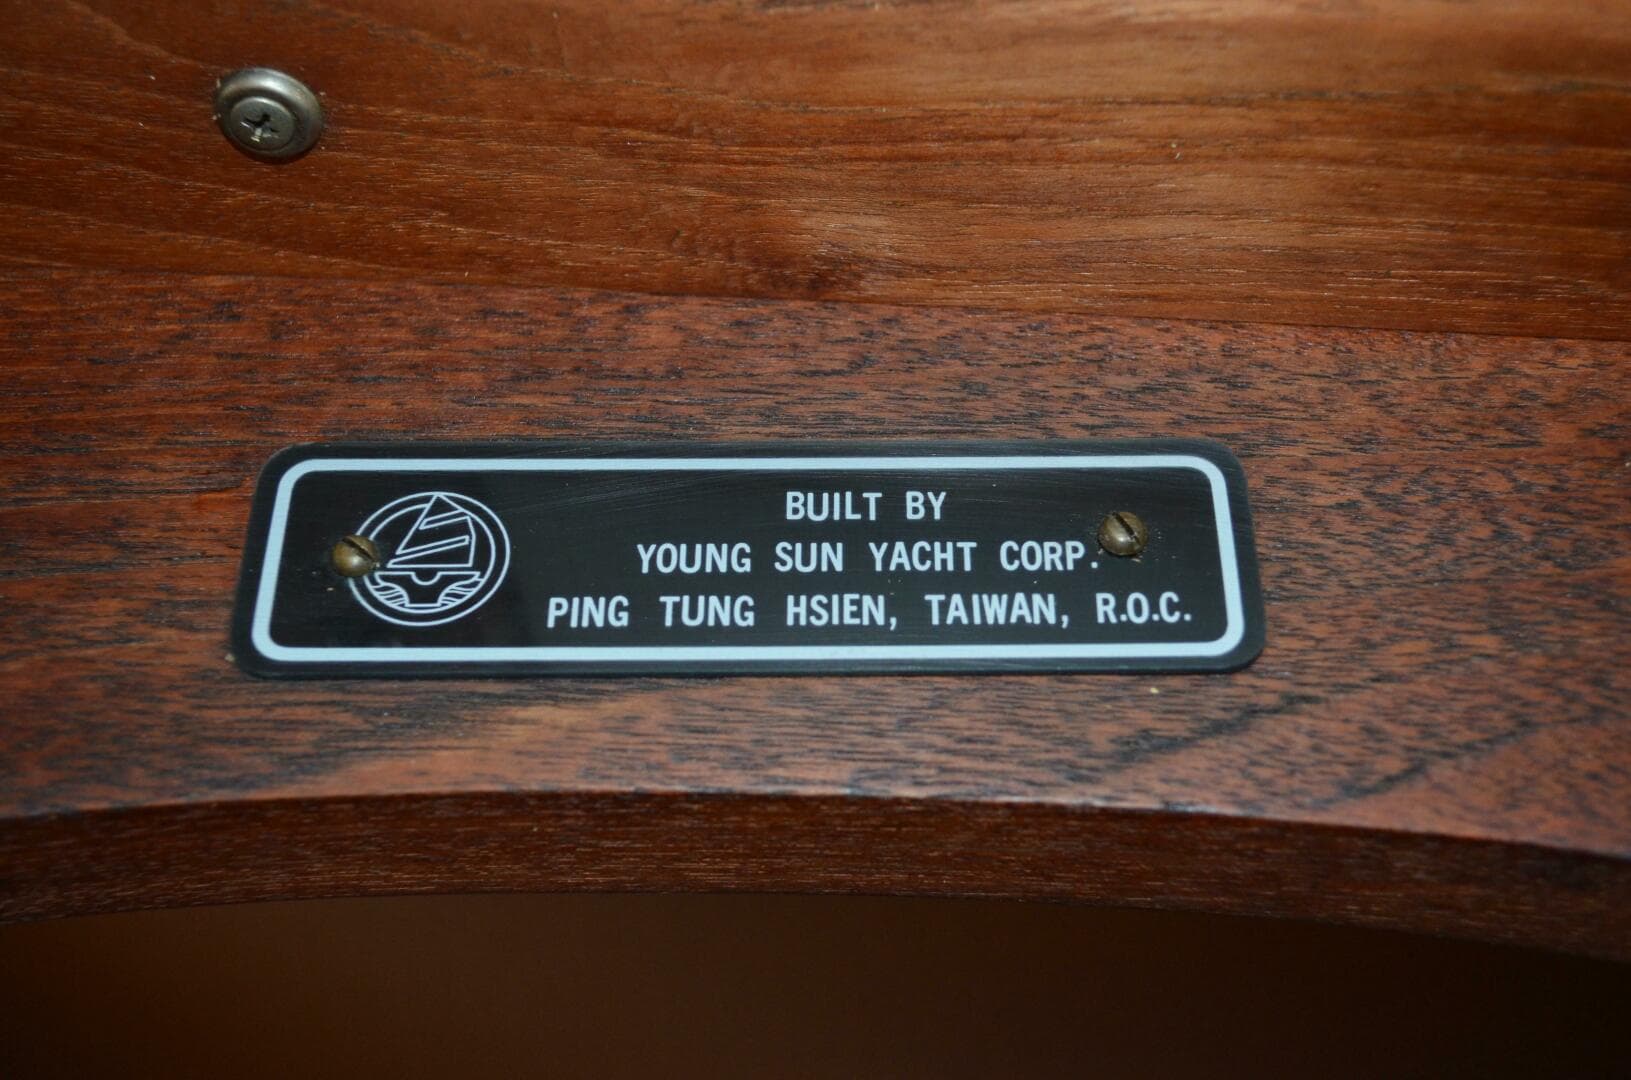 BUILT BY
YOUNG SUN YACHT CORP.
PING TUNG HSIEN, TAIWAN, R.O.C.